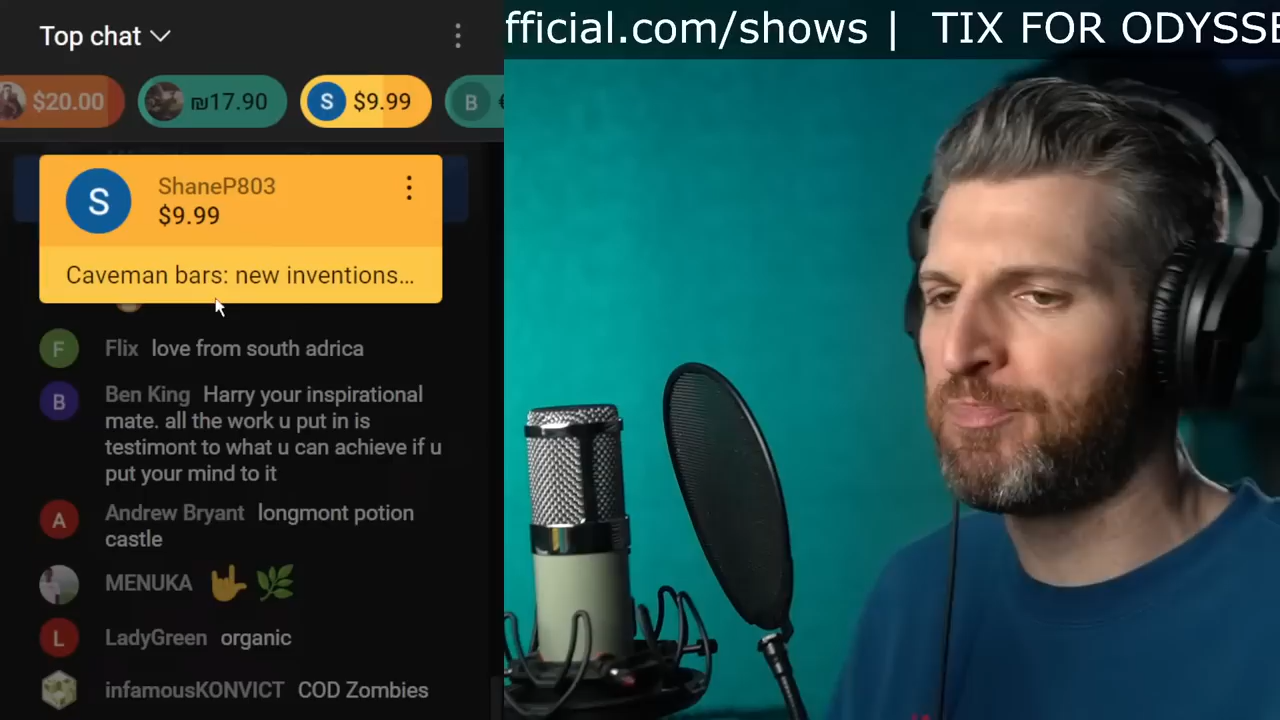 Top chat
fficial.com/shows | TIX FOR ODYSSE
$20.00
₪17.90
S $9.99
B
S ShaneP803
$9.99
Caveman bars: new inventions...
F Flix love from south adrica
B Ben King Harry your inspirational
mate. all the work u put in is
testimont to what u can achieve if u
put your mind to it
A Andrew Bryant longmont potion
castle
MENUKA 🤟🌿
L LadyGreen organic
infamousKONVICT COD Zombies